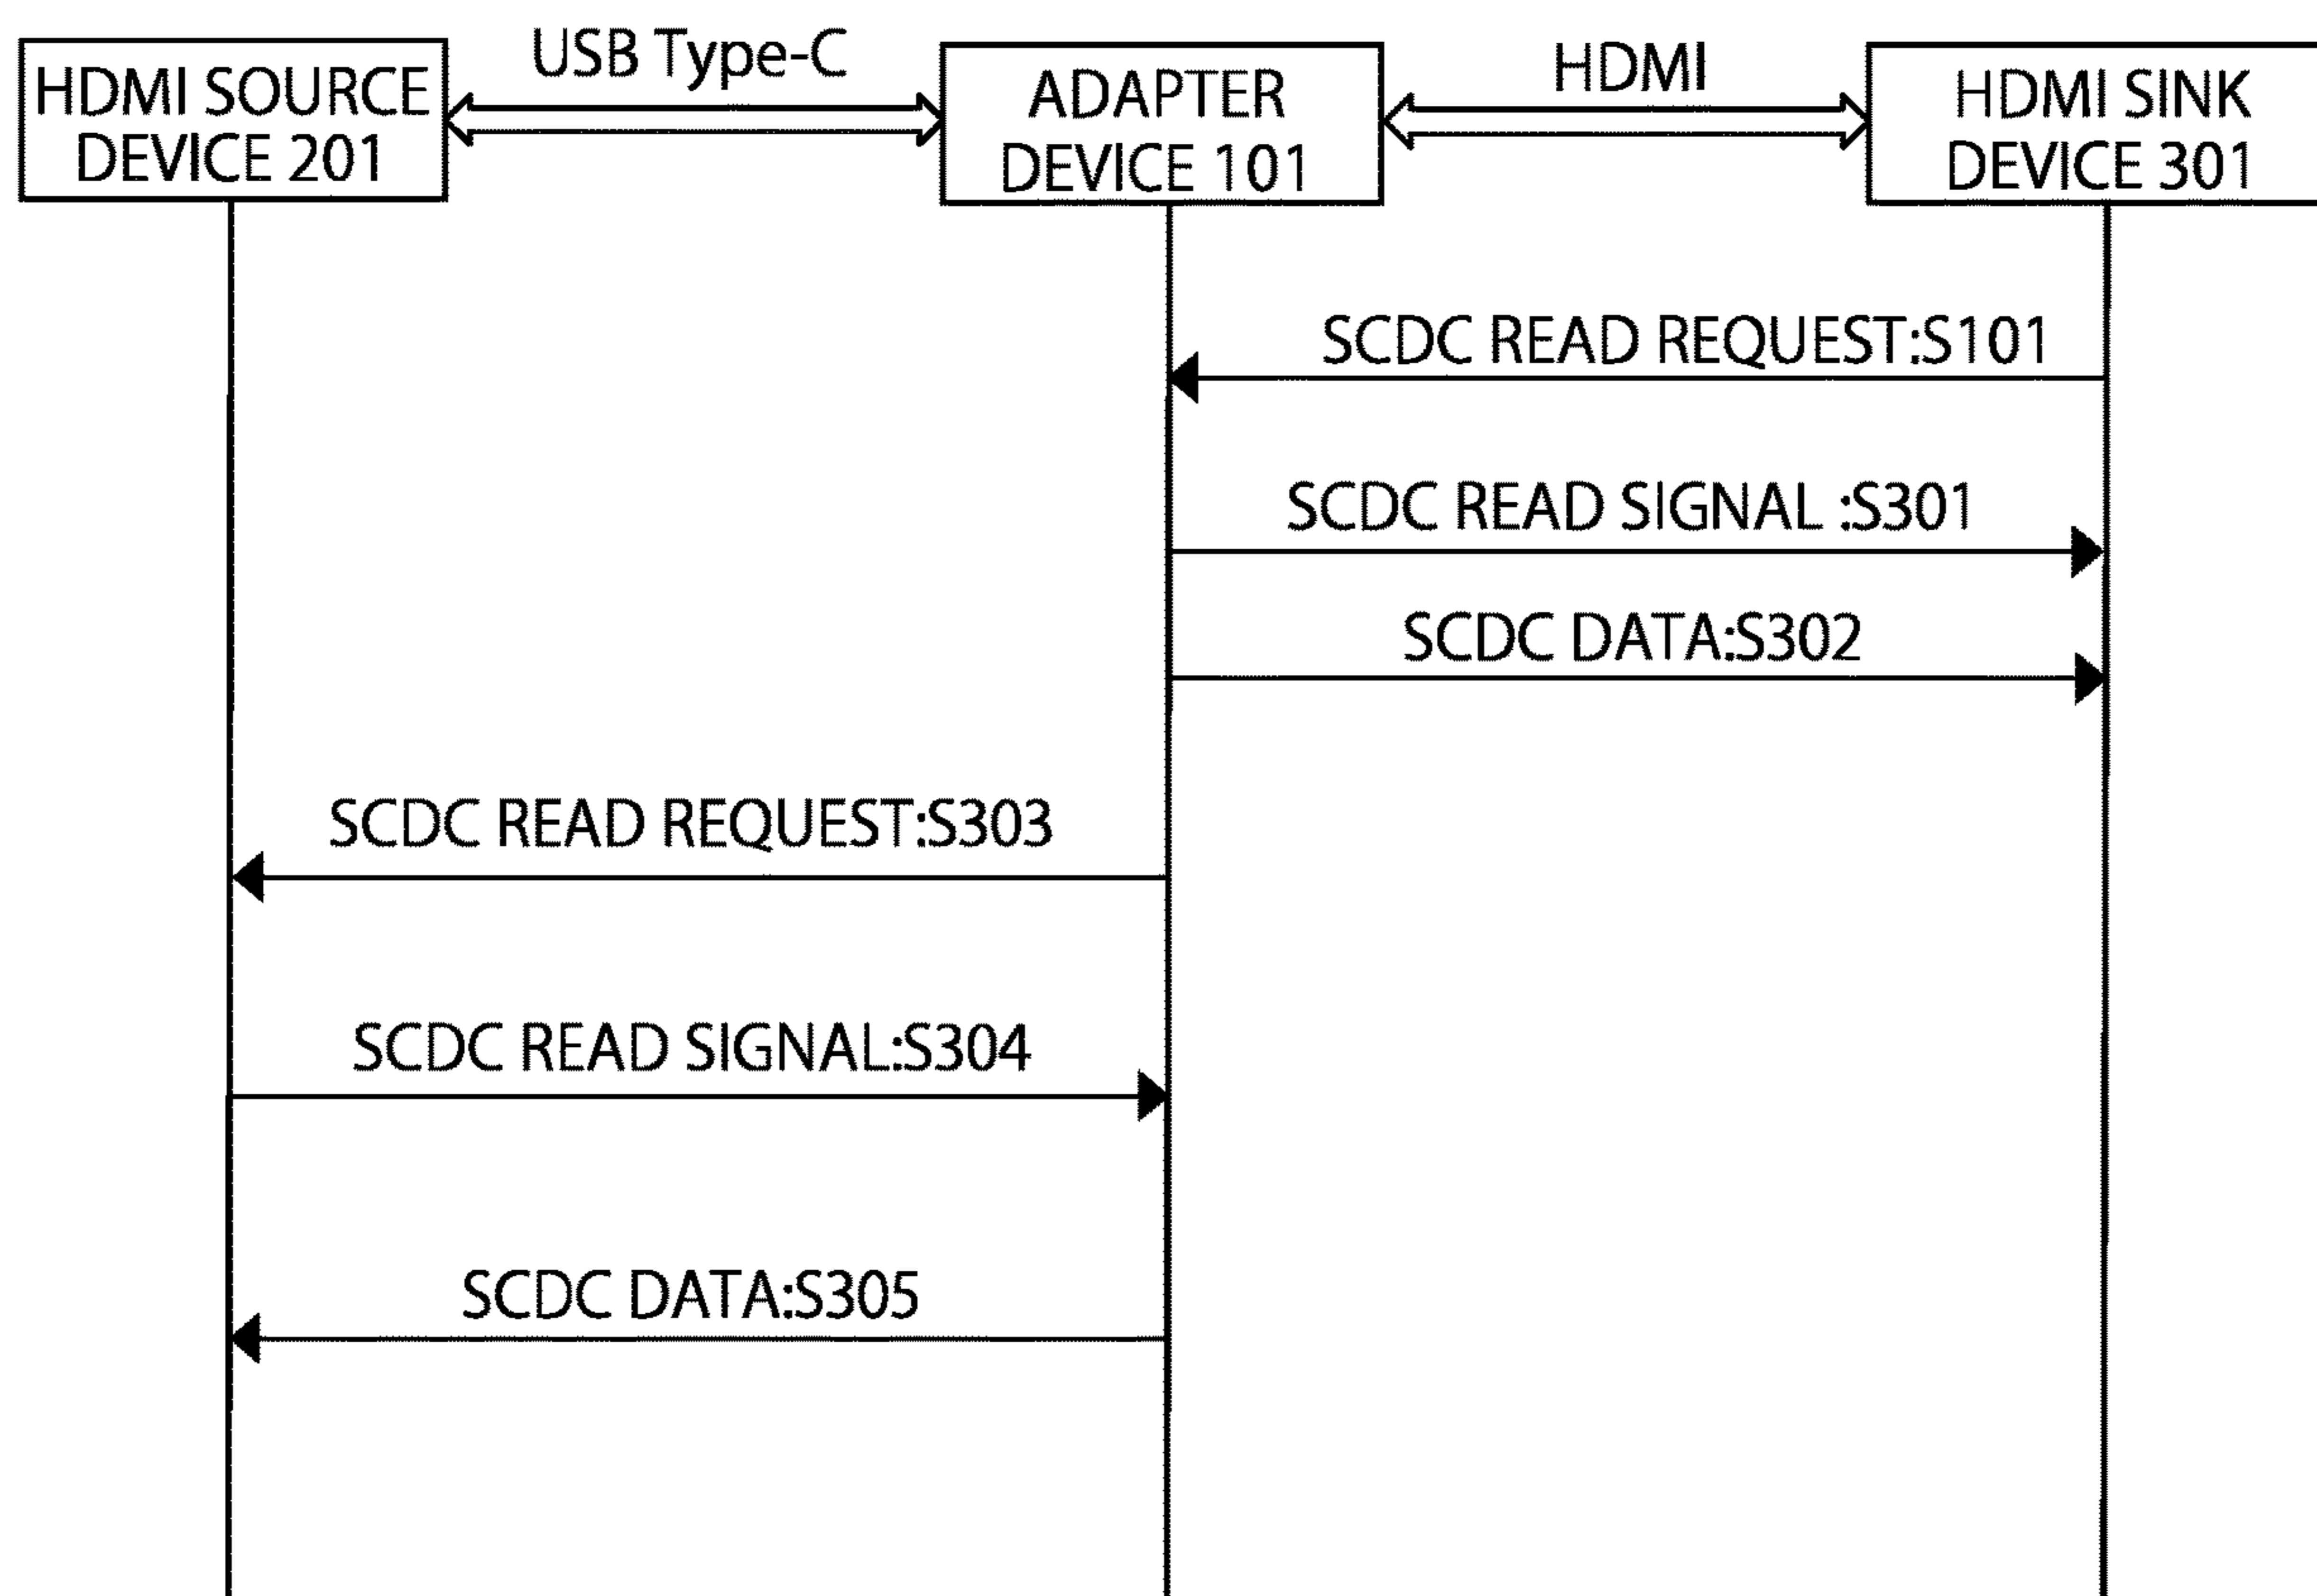 HDMI SOURCE
DEVICE 201
USB Type-C
ADAPTER
DEVICE 101
HDMI
HDMI SINK
DEVICE 301
SCDC READ REQUEST:S101
SCDC READ SIGNAL :S301
SCDC DATA:S302
SCDC READ REQUEST:S303
SCDC READ SIGNAL:S304
SCDC DATA:S305